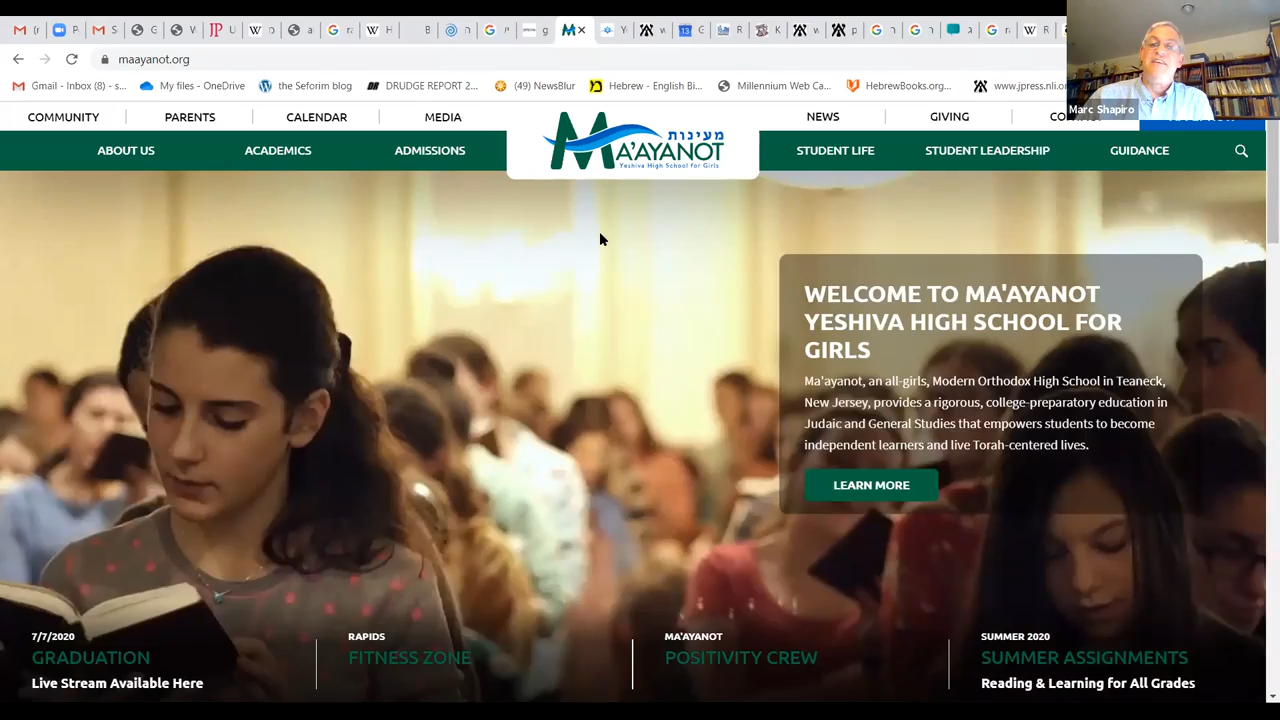 maayanot.org
Gmail - Inbox (8) - s...
My files - OneDrive
the Seforim blog
DRUDGE REPORT 2...
(49) NewsBlur
Hebrew - English Bi...
Millennium Web Ca...
HebrewBooks.org...
www.jpress.nli.or
Marc Shapiro
COMMUNITY
PARENTS
CALENDAR
MEDIA
NEWS
GIVING
ABOUT US
ACADEMICS
ADMISSIONS
מעינות
MA'AYANOT
Yeshiva High School for Girls
STUDENT LIFE
STUDENT LEADERSHIP
GUIDANCE
WELCOME TO MA'AYANOT
YESHIVA HIGH SCHOOL FOR
GIRLS
Ma'ayanot, an all-girls, Modern Orthodox High School in Teaneck,
New Jersey, provides a rigorous, college-preparatory education in
Judaic and General Studies that empowers students to become
independent learners and live Torah-centered lives.
LEARN MORE
7/7/2020
GRADUATION
Live Stream Available Here
RAPIDS
FITNESS ZONE
MA'AYANOT
POSITIVITY CREW
SUMMER 2020
SUMMER ASSIGNMENTS
Reading & Learning for All Grades